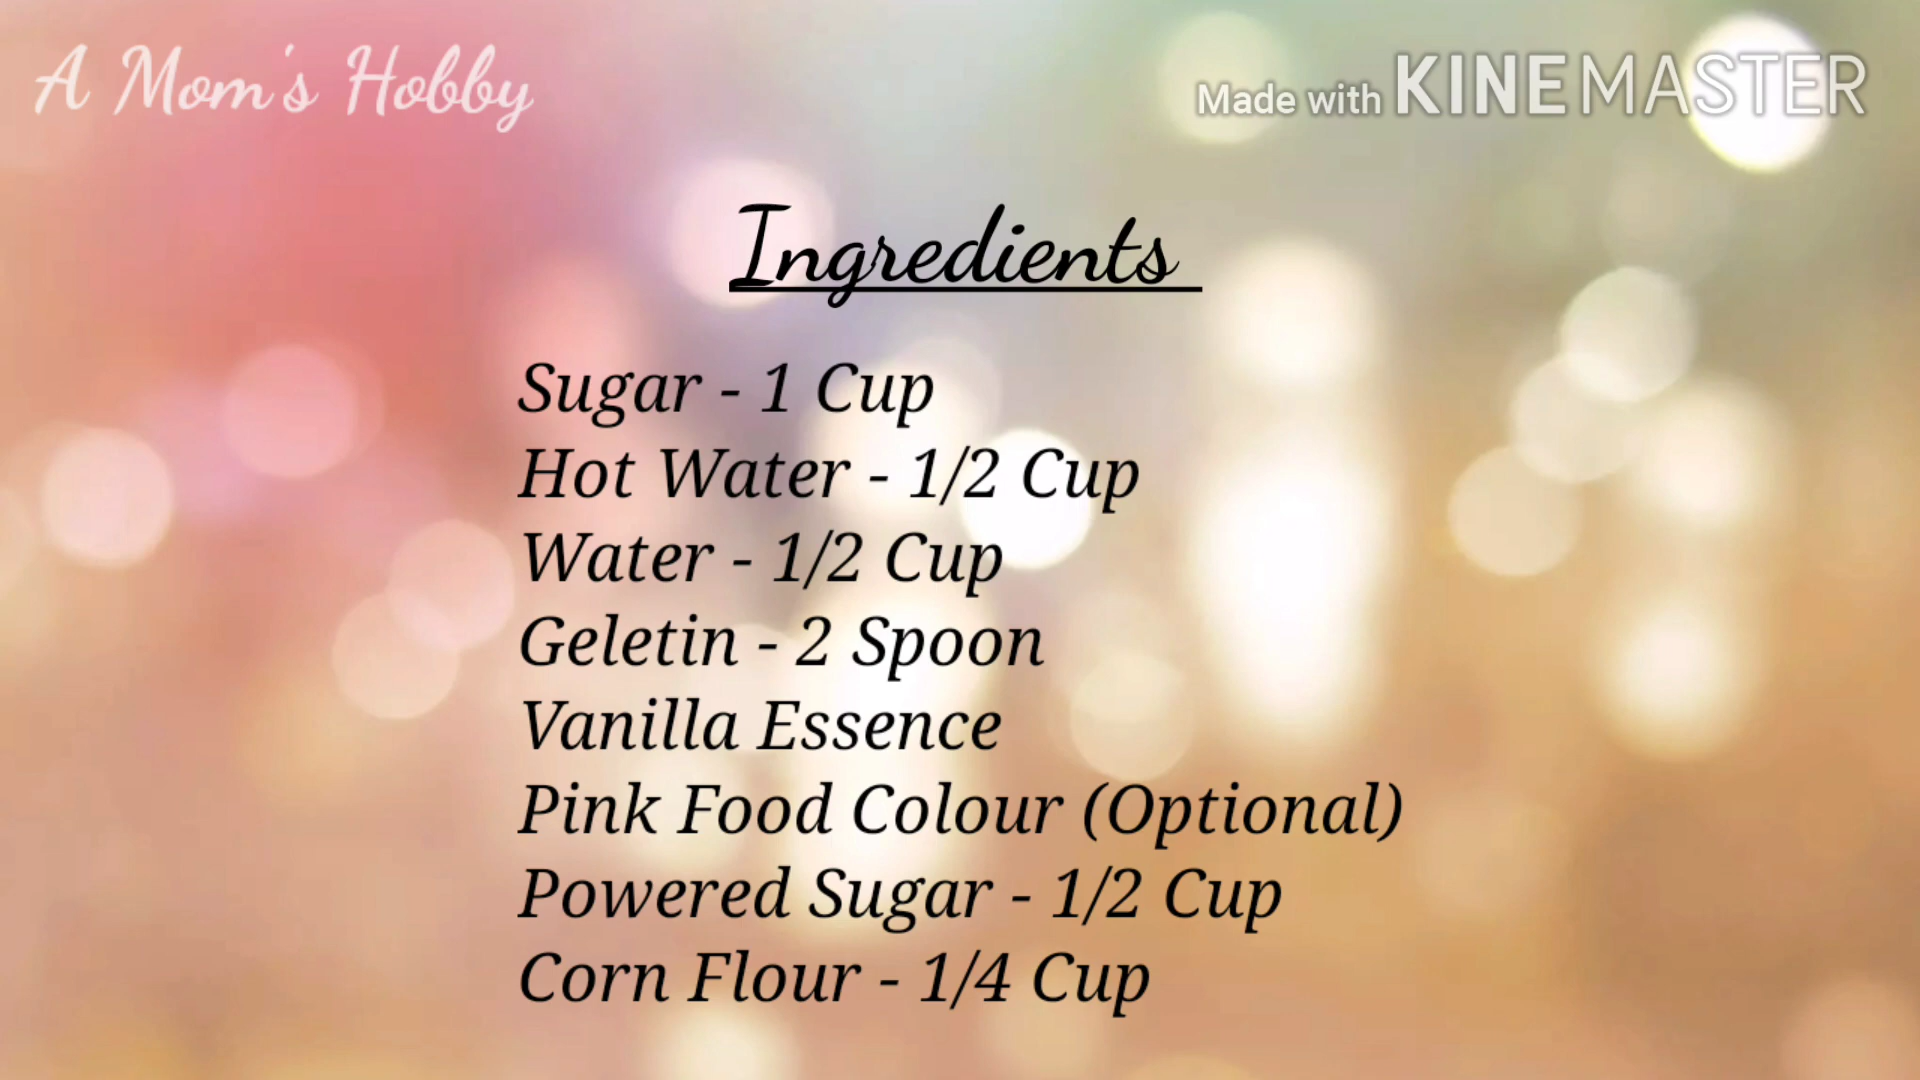 A Mom's Hobby
Made with KINEMASTER
Ingredients
Sugar - 1 Cup
Hot Water - 1/2 Cup
Water - 1/2 Cup
Geletin - 2 Spoon
Vanilla Essence
Pink Food Colour (Optional)
Powered Sugar - 1/2 Cup
Corn Flour - 1/4 Cup